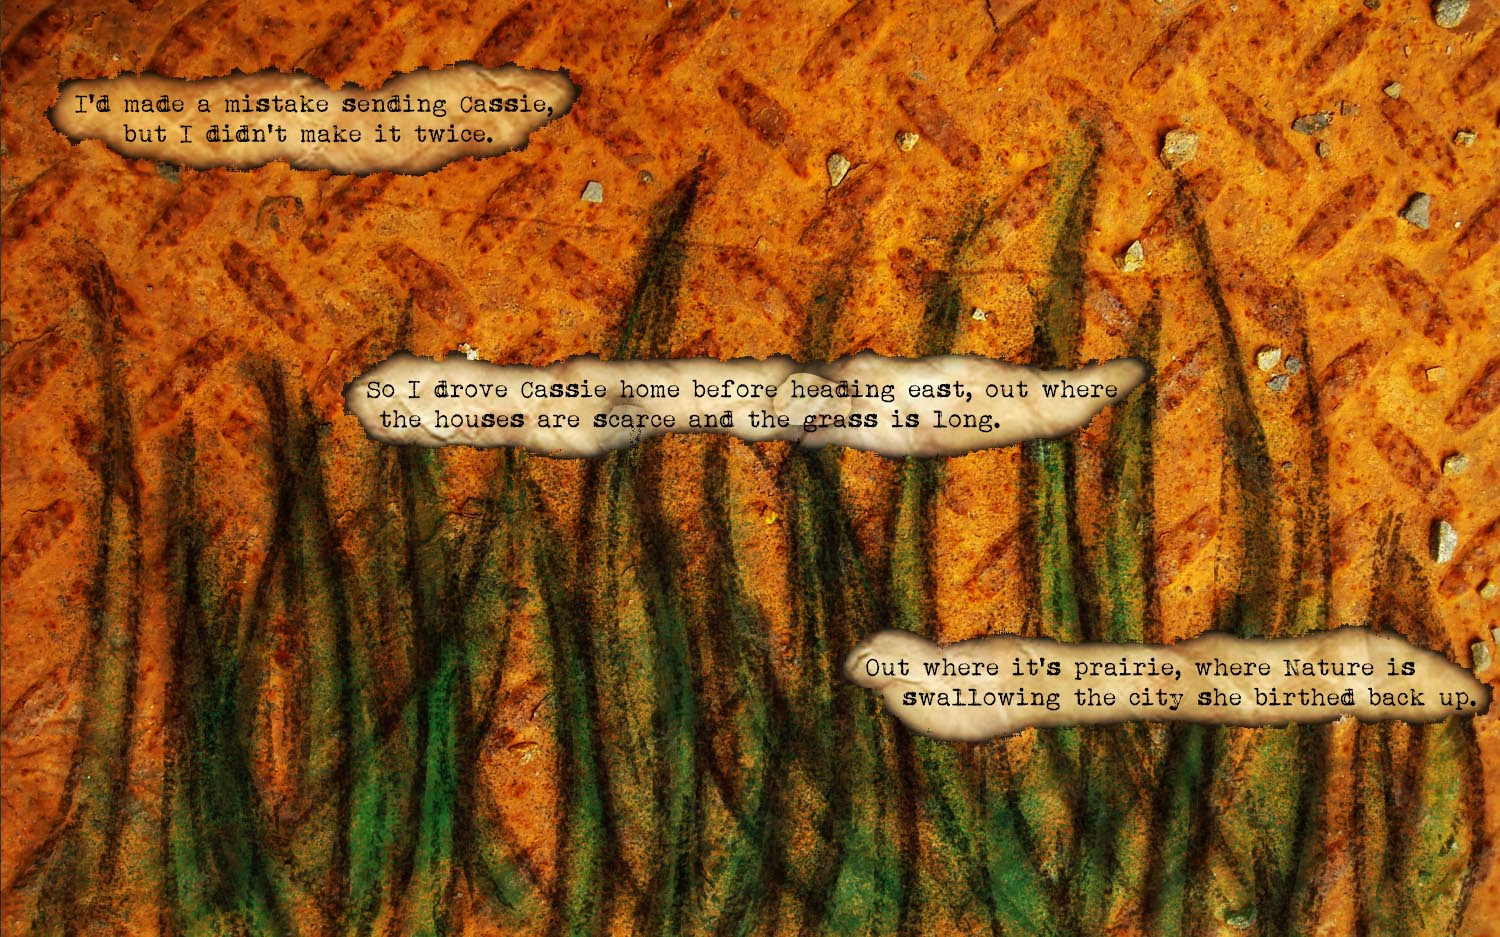 I'd made a mistake sending Cassie,
but I didn't make it twice.
So I drove Cassie home before heading east, out where
the houses are scarce and the grass is long.
Out where it's prairie, where Nature is
swallowing the city she birthed back up.